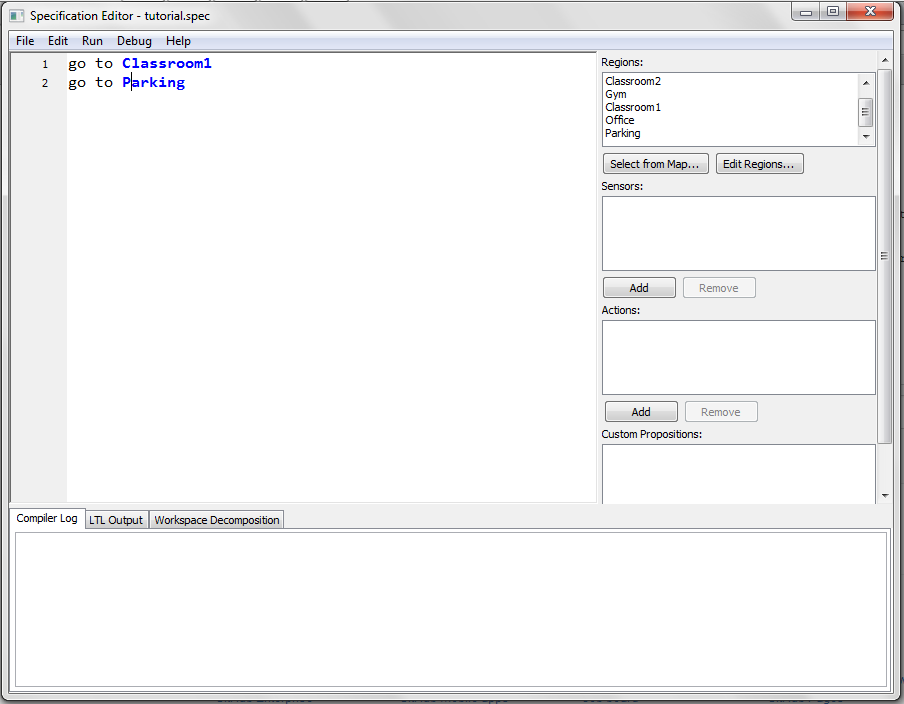 Specification Editor - tutorial.spec
File Edit Run Debug Help
1 go to Classroom1
2 go to Parking
Regions:
Classroom2
Gym
Classroom1
Office
Parking
Select from Map... Edit Regions...
Sensors:
Add Remove
Actions:
Add Remove
Custom Propositions:
Compiler Log LTL Output Workspace Decomposition